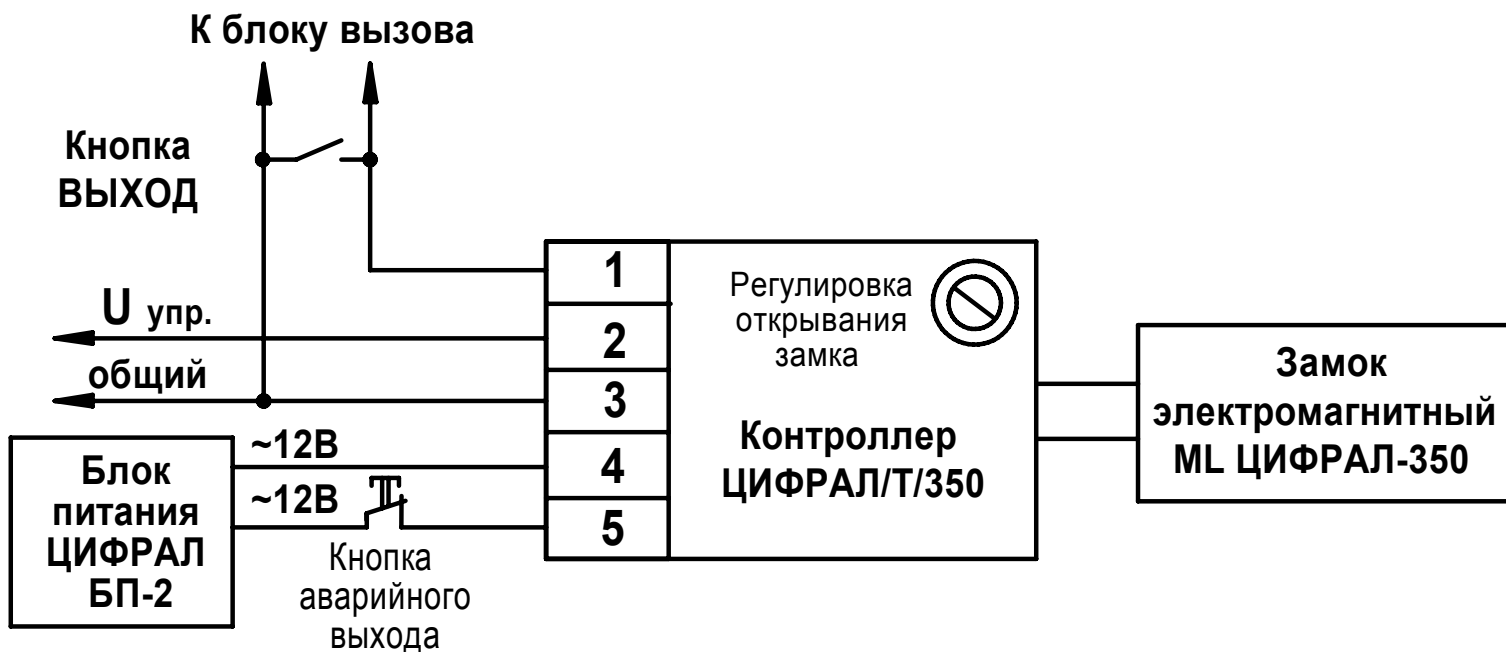 К блоку вызова
Кнопка
ВЫХОД
U упр.
общий
1
2
3
4
5
Регулировка
открывания
замка
Контроллер
ЦИФРАЛ/Т/350
Замок
электромагнитный
ML ЦИФРАЛ-350
Блок
питания
ЦИФРАЛ
БП-2
~12В
~12В
Кнопка
аварийного
выхода